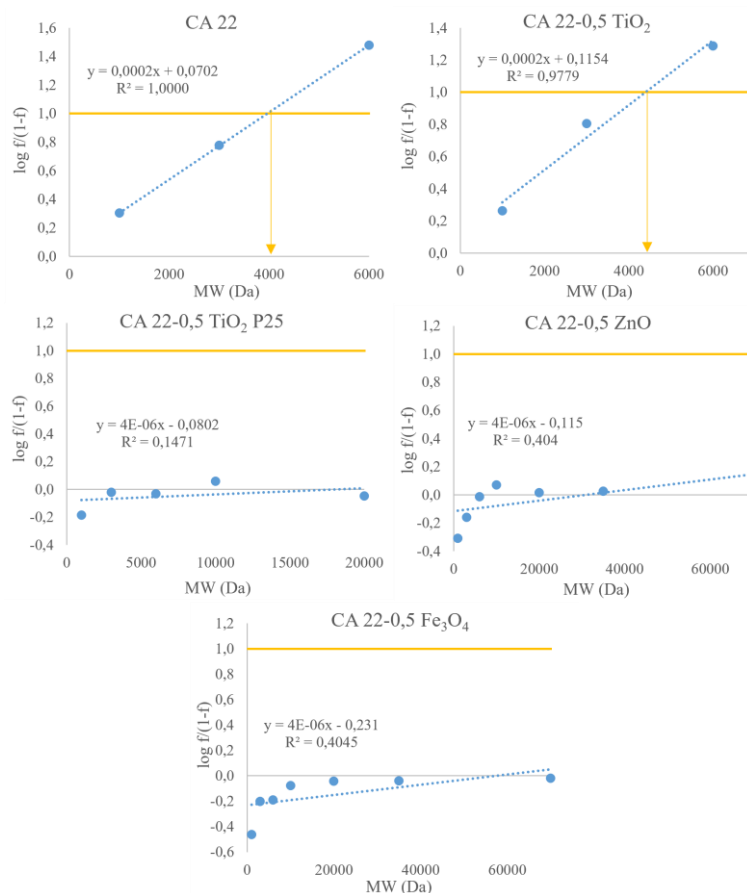 CA 22
1,6
1,4
1,2
1,0
0,8
0,6
0,4
0,2
0,0
y = 0,0002x + 0,0702
R² = 1,0000
log f/(1-f)
0
2000
4000
6000
MW (Da)
CA 22-0,5 TiO₂
1,4
1,2
1,0
0,8
0,6
0,4
0,2
0,0
y = 0,0002x + 0,1154
R² = 0,9779
log f/(1-f)
0
2000
4000
6000
MW (Da)
CA 22-0,5 TiO₂ P25
1,2
1,0
0,8
0,6
0,4
0,2
0,0
-0,2
-0,4
y = 4E-06x - 0,0802
R² = 0,1471
log f/(1-f)
0
5000
10000
15000
20000
MW (Da)
CA 22-0,5 ZnO
1,2
1,0
0,8
0,6
0,4
0,2
0,0
-0,2
-0,4
y = 4E-06x - 0,115
R² = 0,404
log f/(1-f)
0
20000
40000
60000
MW (Da)
CA 22-0,5 Fe₃O₄
1,2
1,0
0,8
0,6
0,4
0,2
0,0
-0,2
-0,4
-0,6
y = 4E-06x - 0,231
R² = 0,4045
log f/(1-f)
0
20000
40000
60000
MW (Da)